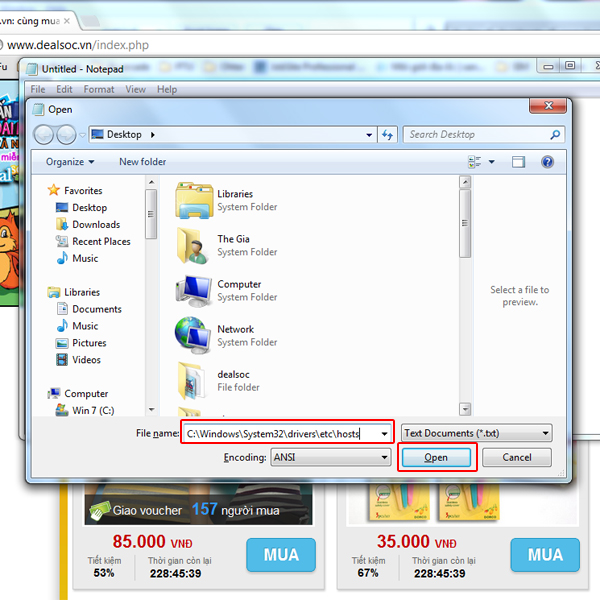 .vn: cùng mua
www.dealsoc.vn/index.php
Untitled - Notepad
File Edit Format View Help
Open
Desktop
Search Desktop
Organize New folder
Favorites
Desktop
Downloads
Recent Places
Music
Libraries
Documents
Music
Pictures
Videos
Computer
Win 7 (C:)
Libraries
System Folder
The Gia
System Folder
Computer
System Folder
Network
System Folder
dealsoc
File folder
Select a file to
preview.
File name: C:\Windows\System32\drivers\etc\hosts Text Documents (*.txt)
Encoding: ANSI Open Cancel
Giao voucher 157 người mua
85.000 VNĐ
Tiết kiệm Thời gian còn lại
53% 228:45:39
MUA
35.000 VNĐ
Tiết kiệm Thời gian còn lại
67% 228:45:39
MUA